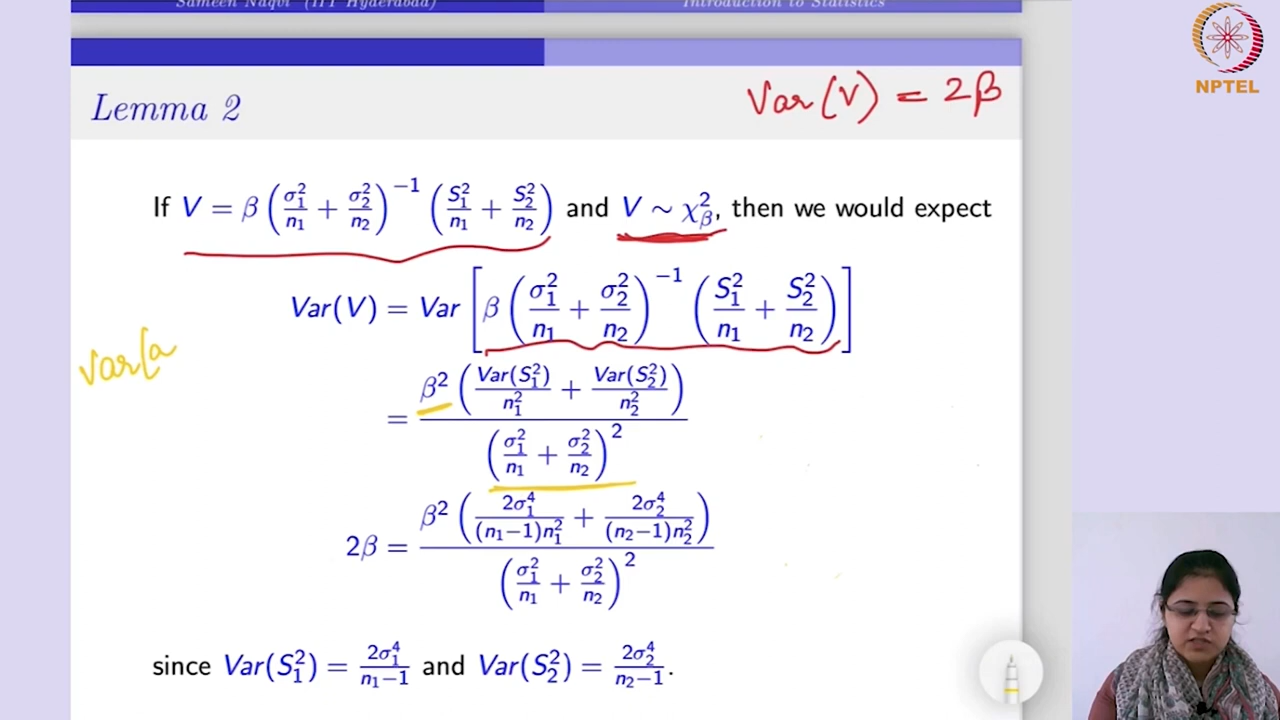 Sameen Naqvi (IIT Hyderabad) Introduction to Statistics
NPTEL
Lemma 2
Var(V) = 2β
If V = β (σ₁²/n₁ + σ₂²/n₂)⁻¹ (S₁²/n₁ + S₂²/n₂) and V ∼ χ²_β, then we would expect
Var(V) = Var [β (σ₁²/n₁ + σ₂²/n₂)⁻¹ (S₁²/n₁ + S₂²/n₂)]
Var(a
= β² (Var(S₁²)/n₁² + Var(S₂²)/n₂²) / (σ₁²/n₁ + σ₂²/n₂)²
2β = β² (2σ₁⁴/(n₁−1)n₁² + 2σ₂⁴/(n₂−1)n₂²) / (σ₁²/n₁ + σ₂²/n₂)²
since Var(S₁²) = 2σ₁⁴/n₁−1 and Var(S₂²) = 2σ₂⁴/n₂−1.